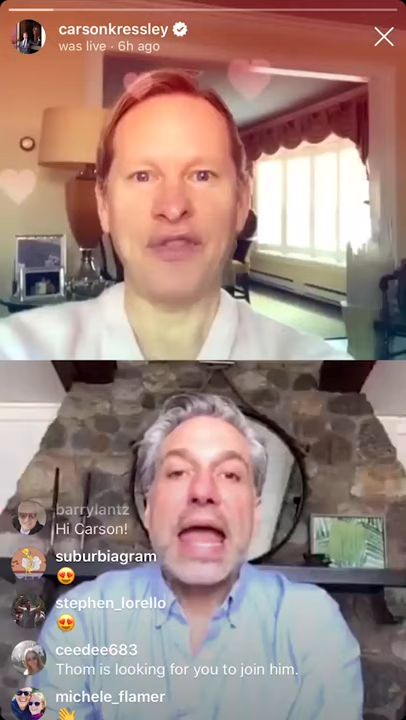 carsonkressley
was live · 6h ago
barrylantz
Hi Carson!
suburbiagram
😍
stephen_lorello
😍
ceedee683
Thom is looking for you to join him.
michele_flamer
👋